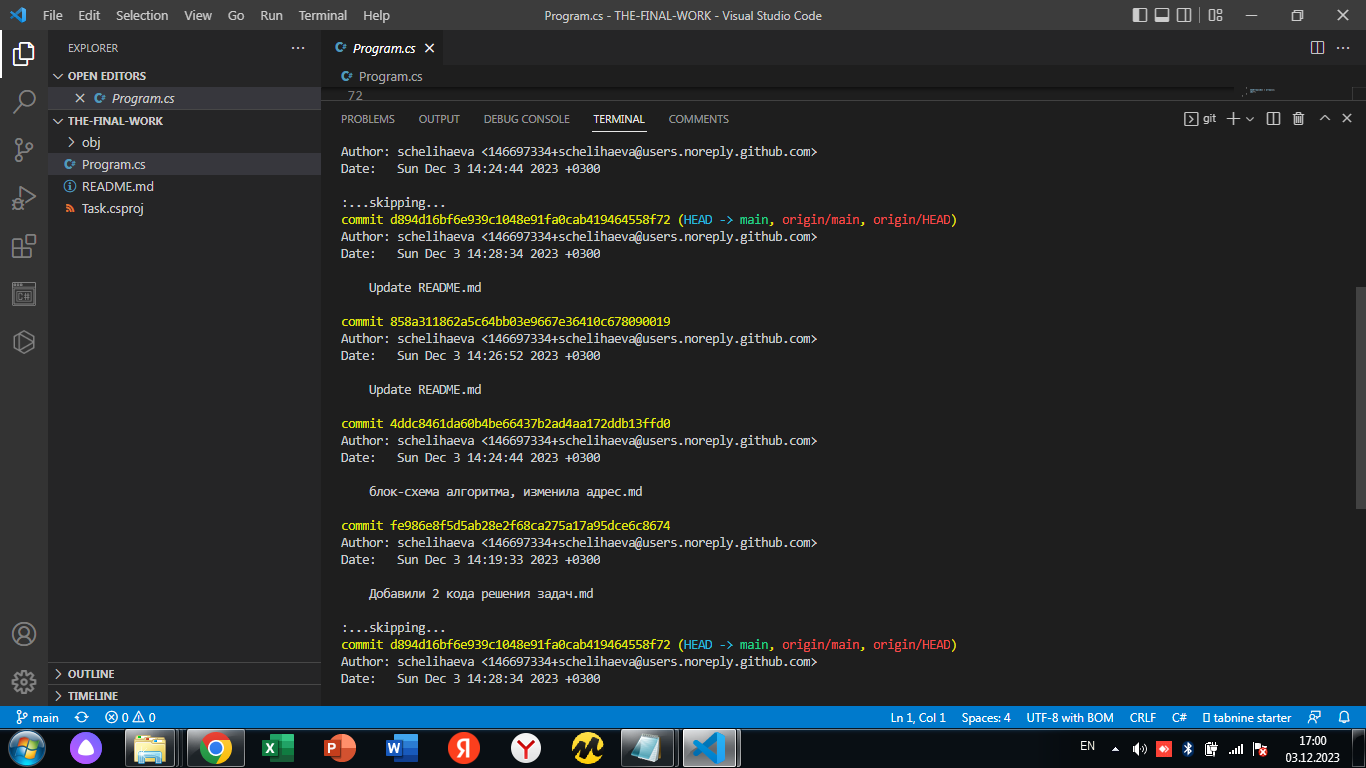 File Edit Selection View Go Run Terminal Help Program.cs - THE-FINAL-WORK - Visual Studio Code
EXPLORER
OPEN EDITORS
Program.cs
THE-FINAL-WORK
obj
Program.cs
README.md
Task.csproj
OUTLINE
TIMELINE
Program.cs
Program.cs
72
PROBLEMS OUTPUT DEBUG CONSOLE TERMINAL COMMENTS git
Author: schelihaeva <146697334+schelihaeva@users.noreply.github.com>
Date:   Sun Dec 3 14:24:44 2023 +0300
:...skipping...
commit d894d16bf6e939c1048e91fa0cab419464558f72 (HEAD -> main, origin/main, origin/HEAD)
Author: schelihaeva <146697334+schelihaeva@users.noreply.github.com>
Date:   Sun Dec 3 14:28:34 2023 +0300
Update README.md
commit 858a311862a5c64bb03e9667e36410c678090019
Author: schelihaeva <146697334+schelihaeva@users.noreply.github.com>
Date:   Sun Dec 3 14:26:52 2023 +0300
Update README.md
commit 4ddc8461da60b4be66437b2ad4aa172ddb13ffd0
Author: schelihaeva <146697334+schelihaeva@users.noreply.github.com>
Date:   Sun Dec 3 14:24:44 2023 +0300
блок-схема алгоритма, изменила адрес.md
commit fe986e8f5d5ab28e2f68ca275a17a95dce6c8674
Author: schelihaeva <146697334+schelihaeva@users.noreply.github.com>
Date:   Sun Dec 3 14:19:33 2023 +0300
Добавили 2 кода решения задач.md
:...skipping...
commit d894d16bf6e939c1048e91fa0cab419464558f72 (HEAD -> main, origin/main, origin/HEAD)
Author: schelihaeva <146697334+schelihaeva@users.noreply.github.com>
Date:   Sun Dec 3 14:28:34 2023 +0300
main 0 0 Ln 1, Col 1 Spaces: 4 UTF-8 with BOM CRLF C# tabnine starter
EN 17:00
03.12.2023